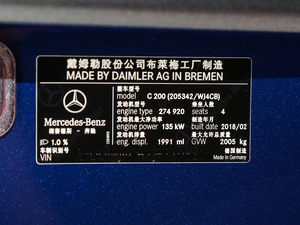 戴姆勒股份公司布莱梅工厂制造
MADE BY DAIMLER AG IN BREMEN
Mercedes-Benz
梅赛德斯 - 奔驰
1.0 %
车辆识别代号
VIN
车辆型号
model C 200 (205342/WJ4CB)
发动机型号
engine type 274 920
乘坐人数
seats 4
发动机最大净功率
engine power 135 kW
制造年月
built date 2018/02
发动机排量
eng. displ. 1991 ml
最大允许总质量
GVW 2005 kg
德国制造
Made in Germany